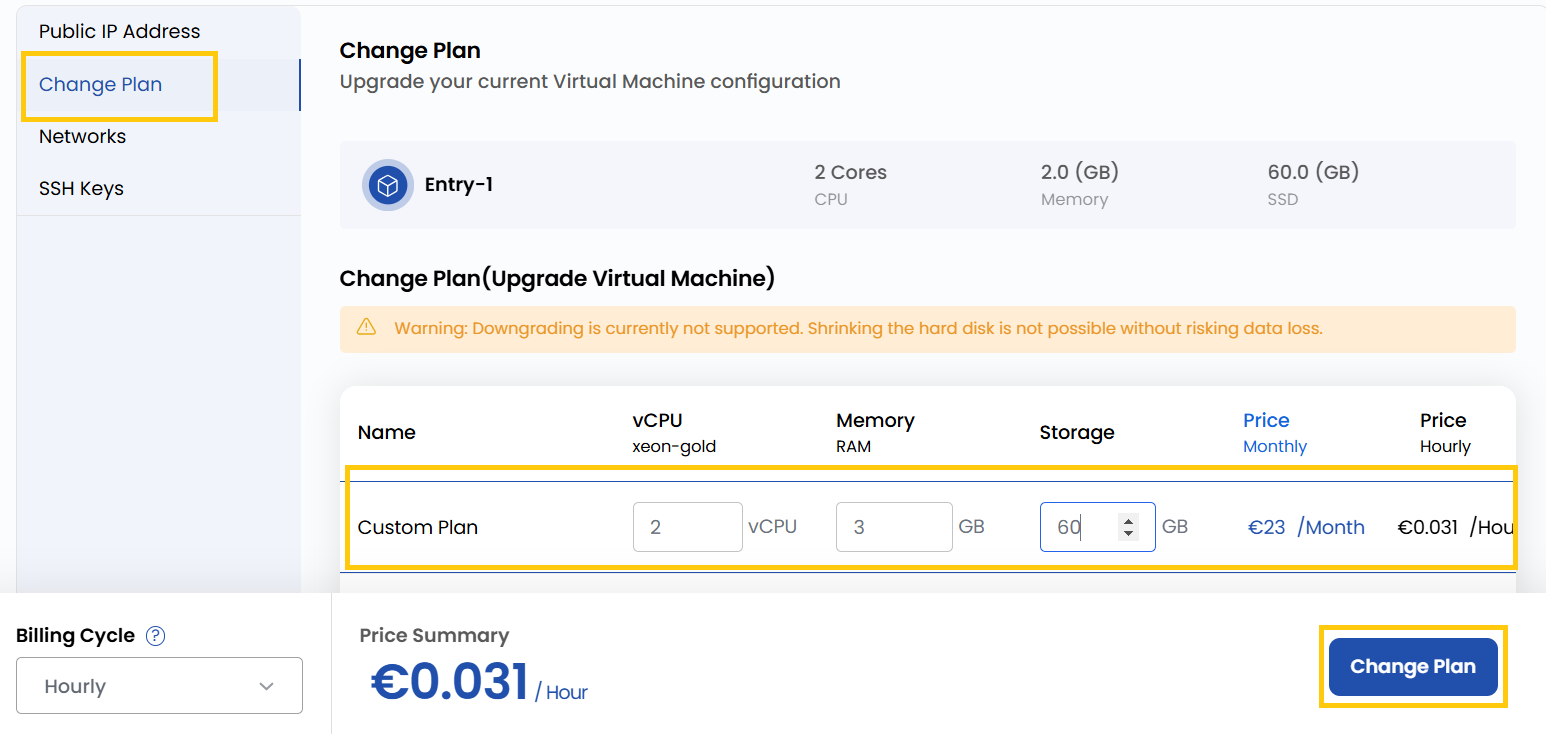 Public IP Address
Change Plan
Networks
SSH Keys
Change Plan
Upgrade your current Virtual Machine configuration
Entry-1
2 Cores
CPU
2.0 (GB)
Memory
60.0 (GB)
SSD
Change Plan(Upgrade Virtual Machine)
Warning: Downgrading is currently not supported. Shrinking the hard disk is not possible without risking data loss.
Name
vCPU
xeon-gold
Memory
RAM
Storage
Price
Monthly
Price
Hourly
Custom Plan
2 vCPU
3 GB
60 GB
€23 /Month
€0.031 /Hou
Billing Cycle ?
Hourly
Price Summary
€0.031 / Hour
Change Plan